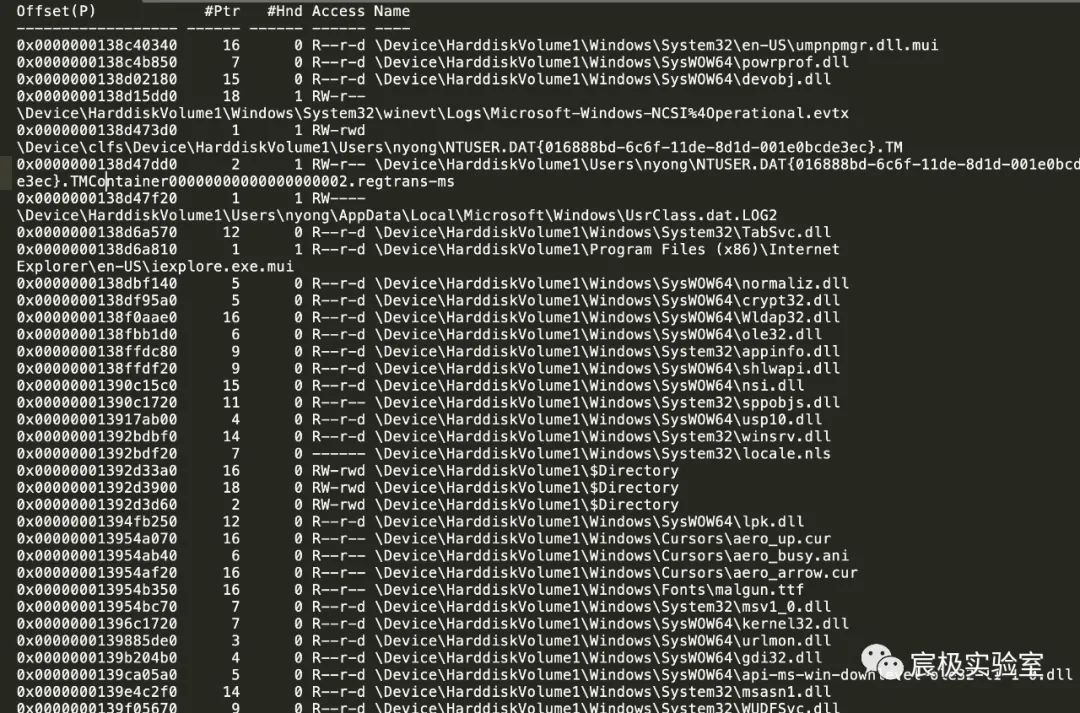 Offset(P)            #Ptr   #Hnd Access Name
------------------ ------ ------ ------ ----
0x0000000138c40340     16      0 R--r-d \Device\HarddiskVolume1\Windows\System32\en-US\umpnpmgr.dll.mui
0x0000000138c4b850      7      0 R--r-d \Device\HarddiskVolume1\Windows\SysWOW64\powrprof.dll
0x0000000138d02180     15      0 R--r-d \Device\HarddiskVolume1\Windows\SysWOW64\devobj.dll
0x0000000138d15dd0     18      1 RW-r--
\Device\HarddiskVolume1\Windows\System32\winevt\Logs\Microsoft-Windows-NCSI%4Operational.evtx
0x0000000138d473d0      1      1 RW-rwd
\Device\clfs\Device\HarddiskVolume1\Users\nyong\NTUSER.DAT{016888bd-6c6f-11de-8d1d-001e0bcde3ec}.TM
0x0000000138d47dd0      2      1 RW-r-- \Device\HarddiskVolume1\Users\nyong\NTUSER.DAT{016888bd-6c6f-11de-8d1d-001e0bcd
e3ec}.TMContainer00000000000000000002.regtrans-ms
0x0000000138d47f20      1      1 RW----
\Device\HarddiskVolume1\Users\nyong\AppData\Local\Microsoft\Windows\UsrClass.dat.LOG2
0x0000000138d6a570     12      0 R--r-d \Device\HarddiskVolume1\Windows\System32\TabSvc.dll
0x0000000138d6a810      1      1 R--r-d \Device\HarddiskVolume1\Program Files (x86)\Internet
Explorer\en-US\iexplore.exe.mui
0x0000000138dbf140      5      0 R--r-d \Device\HarddiskVolume1\Windows\SysWOW64\normaliz.dll
0x0000000138df95a0      5      0 R--r-d \Device\HarddiskVolume1\Windows\SysWOW64\crypt32.dll
0x0000000138f0aae0     16      0 R--r-d \Device\HarddiskVolume1\Windows\SysWOW64\Wldap32.dll
0x0000000138fbb1d0      6      0 R--r-d \Device\HarddiskVolume1\Windows\SysWOW64\ole32.dll
0x0000000138ffdc80      9      0 R--r-d \Device\HarddiskVolume1\Windows\System32\appinfo.dll
0x0000000138ffdf20      9      0 R--r-d \Device\HarddiskVolume1\Windows\SysWOW64\shlwapi.dll
0x00000001390c15c0     15      0 R--r-d \Device\HarddiskVolume1\Windows\SysWOW64\nsi.dll
0x00000001390c1720     11      0 R--r-- \Device\HarddiskVolume1\Windows\System32\sppobjs.dll
0x000000013917ab00      4      0 R--r-d \Device\HarddiskVolume1\Windows\SysWOW64\usp10.dll
0x00000001392bdbf0     14      0 R--r-d \Device\HarddiskVolume1\Windows\System32\winsrv.dll
0x00000001392bdf20      7      0 ------ \Device\HarddiskVolume1\Windows\System32\locale.nls
0x00000001392d33a0     16      0 RW-rwd \Device\HarddiskVolume1\$Directory
0x00000001392d3900     18      0 RW-rwd \Device\HarddiskVolume1\$Directory
0x00000001392d3d60      2      0 RW-rwd \Device\HarddiskVolume1\$Directory
0x00000001394fb250     12      0 R--r-d \Device\HarddiskVolume1\Windows\SysWOW64\lpk.dll
0x000000013954a070     16      0 R--r-- \Device\HarddiskVolume1\Windows\Cursors\aero_up.cur
0x000000013954ab40      6      0 R--r-- \Device\HarddiskVolume1\Windows\Cursors\aero_busy.ani
0x000000013954af20     16      0 R--r-- \Device\HarddiskVolume1\Windows\Cursors\aero_arrow.cur
0x000000013954b350     16      0 R--r-- \Device\HarddiskVolume1\Windows\Fonts\malgun.ttf
0x000000013954bc70      7      0 R--r-d \Device\HarddiskVolume1\Windows\System32\msv1_0.dll
0x00000001396c1720      7      0 R--r-d \Device\HarddiskVolume1\Windows\SysWOW64\kernel32.dll
0x0000000139885de0      3      0 R--r-d \Device\HarddiskVolume1\Windows\SysWOW64\urlmon.dll
0x0000000139b204b0      4      0 R--r-d \Device\HarddiskVolume1\Windows\SysWOW64\gdi32.dll
0x0000000139ca05a0      5      0 R--r-d \Device\HarddiskVolume1\Windows\SysWOW64\api-ms-win-downlevel-ole32-l1-1-0.dll
0x0000000139e4c2f0     14      0 R--r-d \Device\HarddiskVolume1\Windows\System32\msasn1.dll
0x0000000139f05670      9      0 R--r-d \Device\HarddiskVolume1\Windows\System32\WUDFSvc.dll
宸极实验室